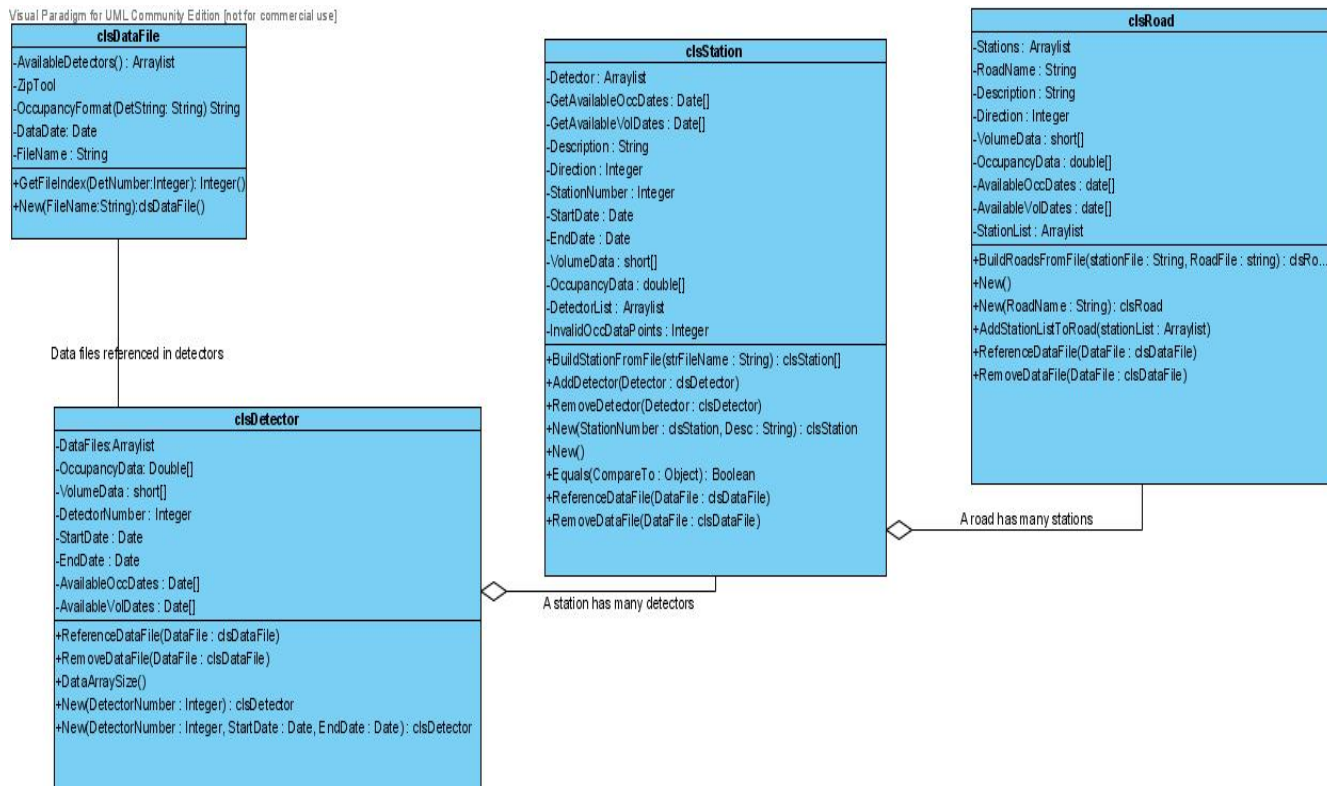 Visual Paradigm for UML Community Edition [not for commercial use]
clsDataFile
-AvailableDetectors() : Arraylist
-ZipTool
-OccupancyFormat(DetString: String) String
-DataDate: Date
-FileName : String
+GetFileIndex(DetNumber:Integer): Integer()
+New(FileName:String):clsDataFile()
Data files referenced in detectors
clsDetector
-DataFiles:Arraylist
-OccupancyData: Double[]
-VolumeData : short[]
-DetectorNumber : Integer
-StartDate : Date
-EndDate : Date
-AvailableOccDates : Date[]
-AvailableVolDates : Date[]
+ReferenceDataFile(DataFile : clsDataFile)
+RemoveDataFile(DataFile : clsDataFile)
+DataArraySize()
+New(DetectorNumber : Integer) : clsDetector
+New(DetectorNumber : Integer, StartDate : Date, EndDate : Date) : clsDetector
A station has many detectors
clsStation
-Detector : Arraylist
-GetAvailableOccDates : Date[]
-GetAvailableVolDates : Date[]
-Description : String
-Direction : Integer
-StationNumber : Integer
-StartDate : Date
-EndDate : Date
-VolumeData : short[]
-OccupancyData : double[]
-DetectorList : Arraylist
-InvalidOccDataPoints : Integer
+BuildStationFromFile(strFileName : String) : clsStation[]
+AddDetector(Detector : clsDetector)
+RemoveDetector(Detector : clsDetector)
+New(StationNumber : clsStation, Desc : String) : clsStation
+New()
+Equals(CompareTo : Object) : Boolean
+ReferenceDataFile(DataFile : clsDataFile)
+RemoveDataFile(DataFile : clsDataFile)
A road has many stations
clsRoad
-Stations : Arraylist
-RoadName : String
-Description : String
-Direction : Integer
-VolumeData : short[]
-OccupancyData : double[]
-AvailableOccDates : date[]
-AvailableVolDates : date[]
-StationList : Arraylist
+BuildRoadsFromFile(stationFile : String, RoadFile : string) : clsRo...
+New()
+New(RoadName : String) : clsRoad
+AddStationListToRoad(stationList : Arraylist)
+ReferenceDataFile(DataFile : clsDataFile)
+RemoveDataFile(DataFile : clsDataFile)